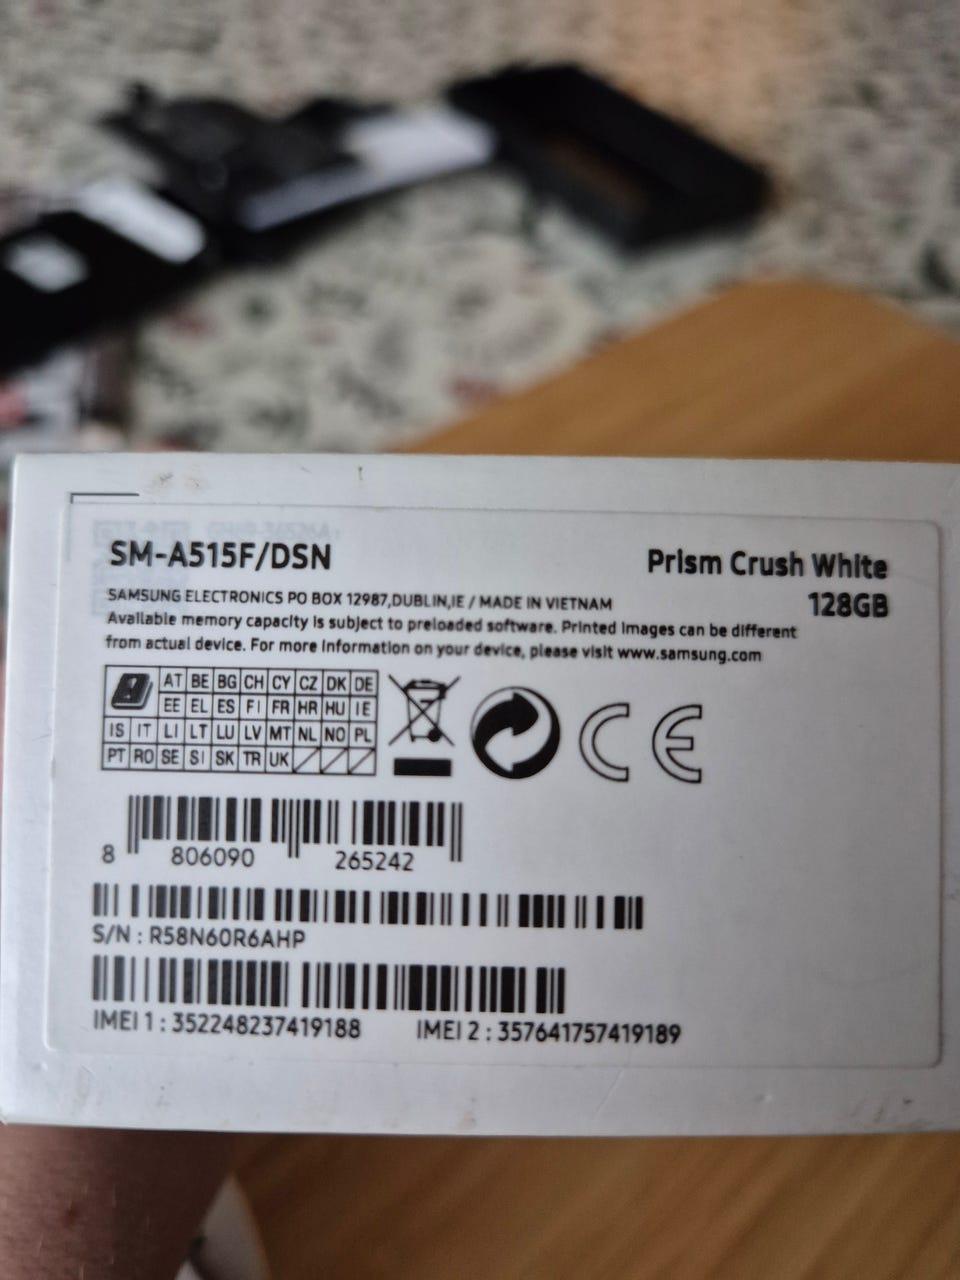 SM-A515F/DSN
Prism Crush White
128GB
SAMSUNG ELECTRONICS PO BOX 12987,DUBLIN,IE / MADE IN VIETNAM
Available memory capacity is subject to preloaded software. Printed images can be different
from actual device. For more information on your device, please visit www.samsung.com
AT BE BG CH CY CZ DK DE
EE EL ES FI FR HR HU IE
IS IT LI LT LU LV MT NL NO PL
PT RO SE SI SK TR UK
CE
8 806090 265242
S/N : R58N60R6AHP
IMEI 1 : 352248237419188 IMEI 2 : 357641757419189